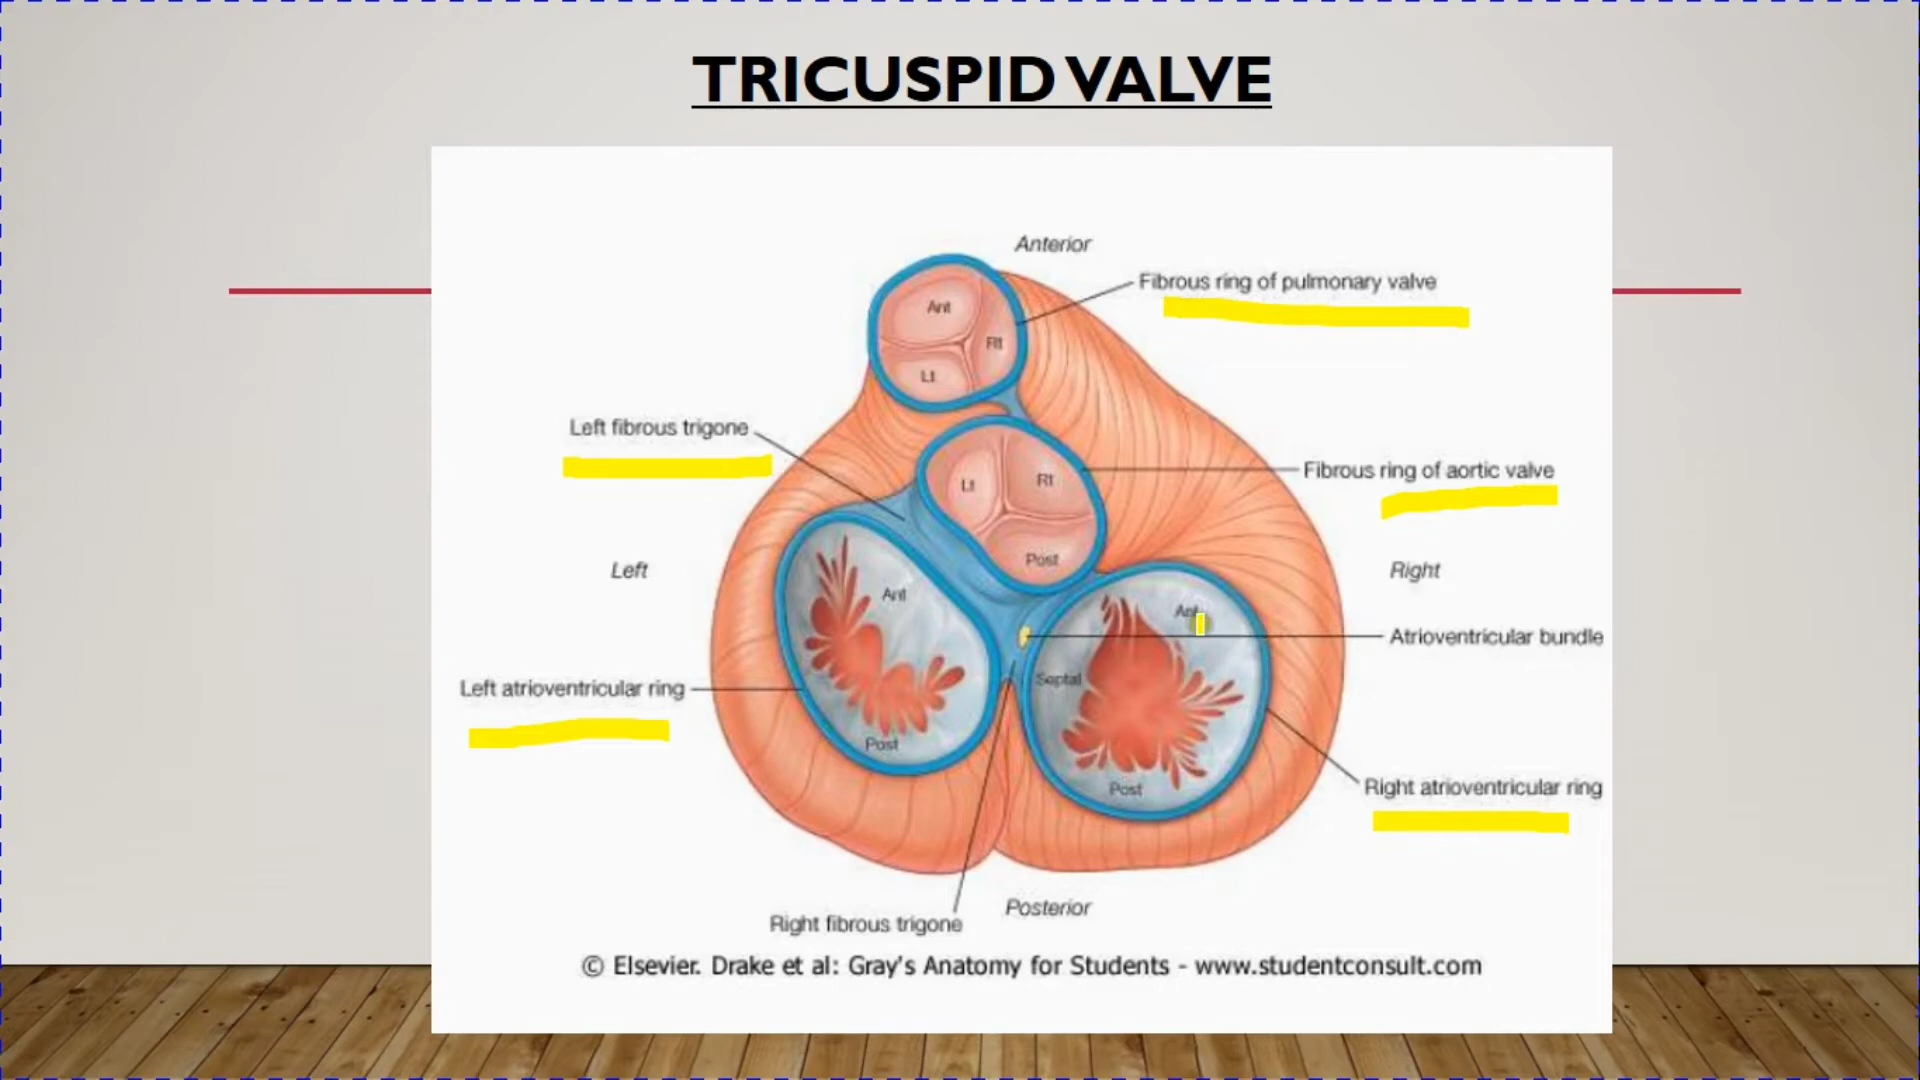 TRICUSPID VALVE
Anterior
Fibrous ring of pulmonary valve
Ant
Rt
Lt
Left fibrous trigone
Fibrous ring of aortic valve
Lt
Rt
Post
Left
Right
Ant
Ant
Atrioventricular bundle
Septal
Left atrioventricular ring
Post
Post
Right atrioventricular ring
Right fibrous trigone
Posterior
© Elsevier. Drake et al: Gray's Anatomy for Students - www.studentconsult.com